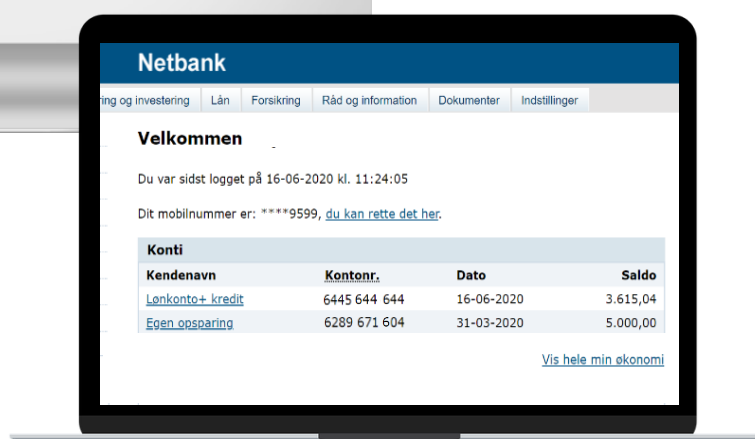 Netbank
ring og investering Lån Forsikring Råd og information Dokumenter Indstillinger
Velkommen
Du var sidst logget på 16-06-2020 kl. 11:24:05
Dit mobilnummer er: ****9599, du kan rette det her.
Konti
Kendenavn Kontonr. Dato Saldo
Lønkonto+ kredit 6445 644 644 16-06-2020 3.615,04
Egen opsparing 6289 671 604 31-03-2020 5.000,00
Vis hele min økonomi